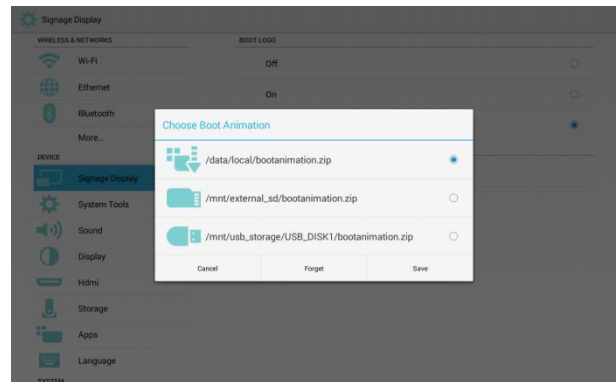 Signage Display
WIRELESS & NETWORKS
BOOT LOGO
Wi-Fi
Off
Ethernet
On
Bluetooth
More...
DEVICE
Signage Display
System Tools
Sound
Display
Hdmi
Storage
Apps
Language
SYSTEM
Choose Boot Animation
/data/local/bootanimation.zip
/mnt/external_sd/bootanimation.zip
/mnt/usb_storage/USB_DISK1/bootanimation.zip
Cancel
Forget
Save